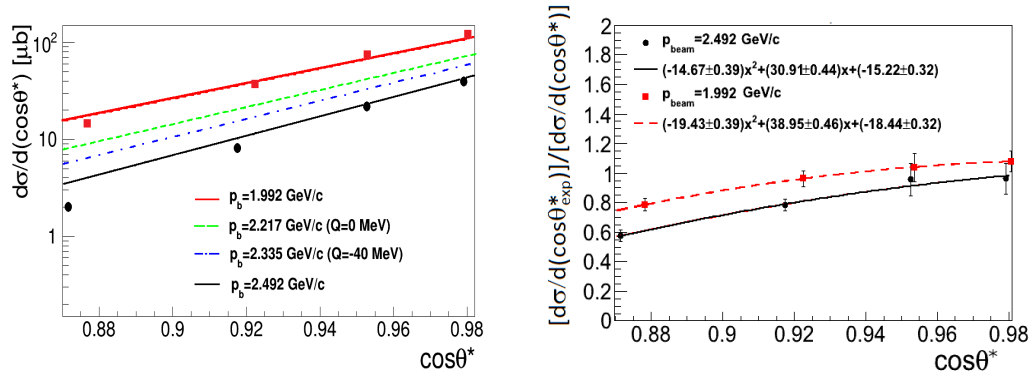 dσ/d(cosθ*) [μb]
10²
10
1
p_b=1.992 GeV/c
p_b=2.217 GeV/c (Q=0 MeV)
p_b=2.335 GeV/c (Q=-40 MeV)
p_b=2.492 GeV/c
0.88 0.9 0.92 0.94 0.96 0.98
cosθ*
[dσ/d(cosθ*_exp)]/[dσ/d(cosθ*)]
2
1.8
1.6
1.4
1.2
1
0.8
0.6
0.4
0.2
0
p_beam=2.492 GeV/c
(-14.67±0.39)x²+(30.91±0.44)x+(-15.22±0.32)
p_beam=1.992 GeV/c
(-19.43±0.39)x²+(38.95±0.46)x+(-18.44±0.32)
0.88 0.9 0.92 0.94 0.96 0.98
cosθ*